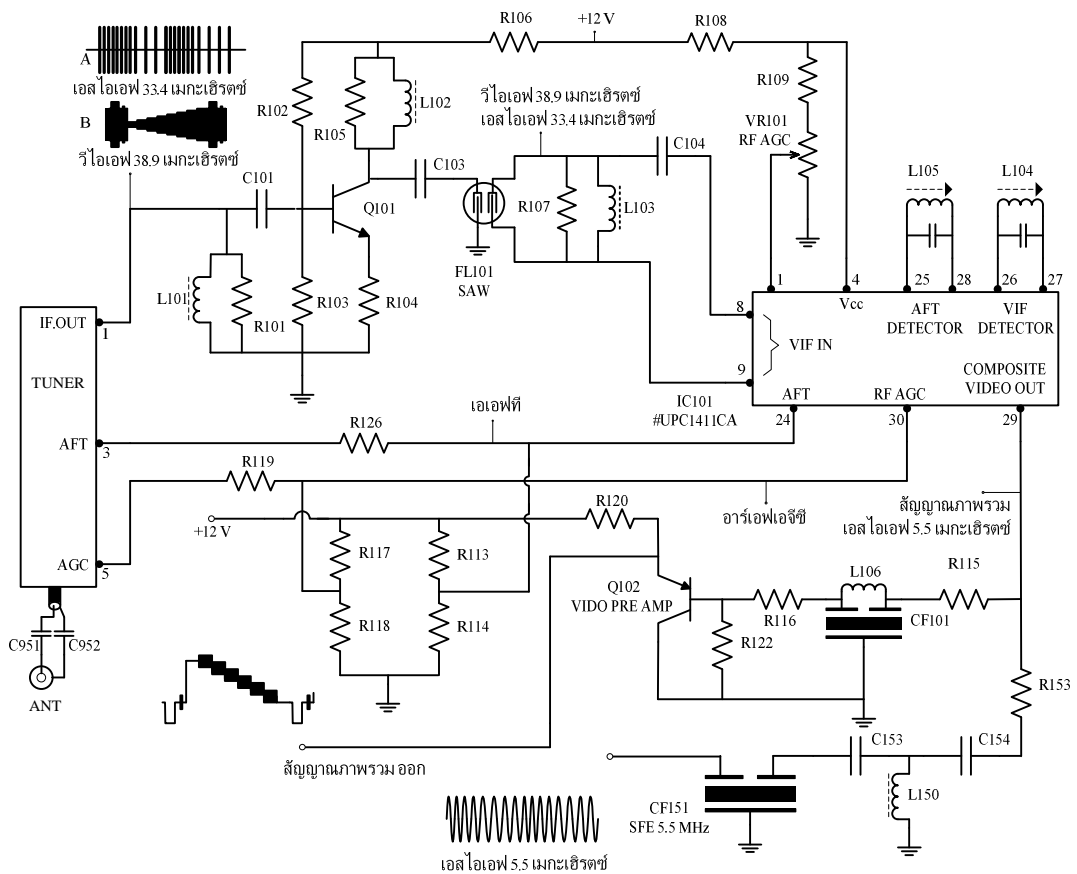 R106
+12 V
R108
A
เอสไอเอฟ 33.4 เมกะเฮิรตซ์
B
วีไอเอฟ 38.9 เมกะเฮิรตซ์
R102
R105
L102
วีไอเอฟ 38.9 เมกะเฮิรตซ์
เอสไอเอฟ 33.4 เมกะเฮิรตซ์
R109
VR101
RF AGC
C101
C103
C104
Q101
R107
L103
L105
L104
FL101
SAW
L101
R101
R103
R104
1
4
25
28
26
27
Vcc
AFT
DETECTOR
VIF
DETECTOR
8
VIF IN
9
COMPOSITE
VIDEO OUT
AFT
RF AGC
IC101
#UPC1411CA
24
30
29
IF.OUT
1
TUNER
AFT
3
AGC
5
R126
เอเอฟที
R119
อาร์เอฟเอจีซี
สัญญาณภาพรวม
เอสไอเอฟ 5.5 เมกะเฮิรตซ์
+12 V
R120
R117
R113
R118
R114
Q102
VIDO PRE AMP
R116
L106
R115
CF101
R122
R153
C951
C952
ANT
สัญญาณภาพรวม ออก
C153
C154
L150
CF151
SFE 5.5 MHz
เอสไอเอฟ 5.5 เมกะเฮิรตซ์